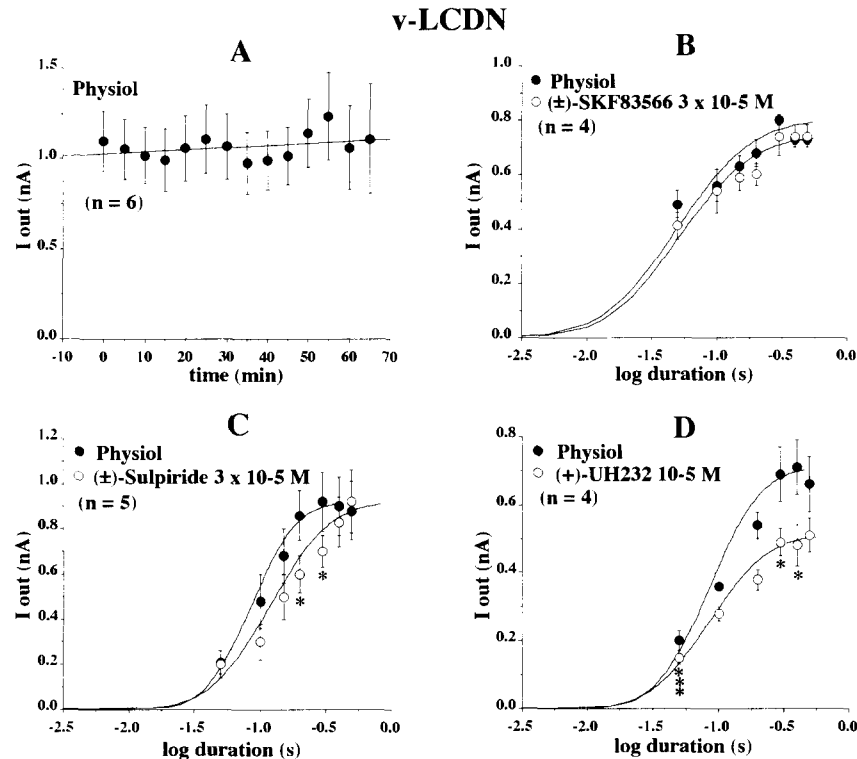 v-LCDN
A
1.5
Physiol
1.0
(n = 6)
0.5
0.0
I out (nA)
-10 0 10 20 30 40 50 60 70
time (min)
B
1.0
● Physiol
○ (±)-SKF83566 3 x 10-5 M
(n = 4)
0.8
0.6
0.4
0.2
0.0
I out (nA)
-2.5 -2.0 -1.5 -1.0 -0.5 0.0
log duration (s)
C
1.2
● Physiol
○ (±)-Sulpiride 3 x 10-5 M
(n = 5)
1.0
0.8
0.6
0.4
0.2
0.0
I out (nA)
* *
-2.5 -2.0 -1.5 -1.0 -0.5 0.0
log duration (s)
D
0.8
● Physiol
○ (+)-UH232 10-5 M
(n = 4)
0.6
0.4
0.2
0.0
I out (nA)
* *
***
-2.5 -2.0 -1.5 -1.0 -0.5 0.0
log duration (s)